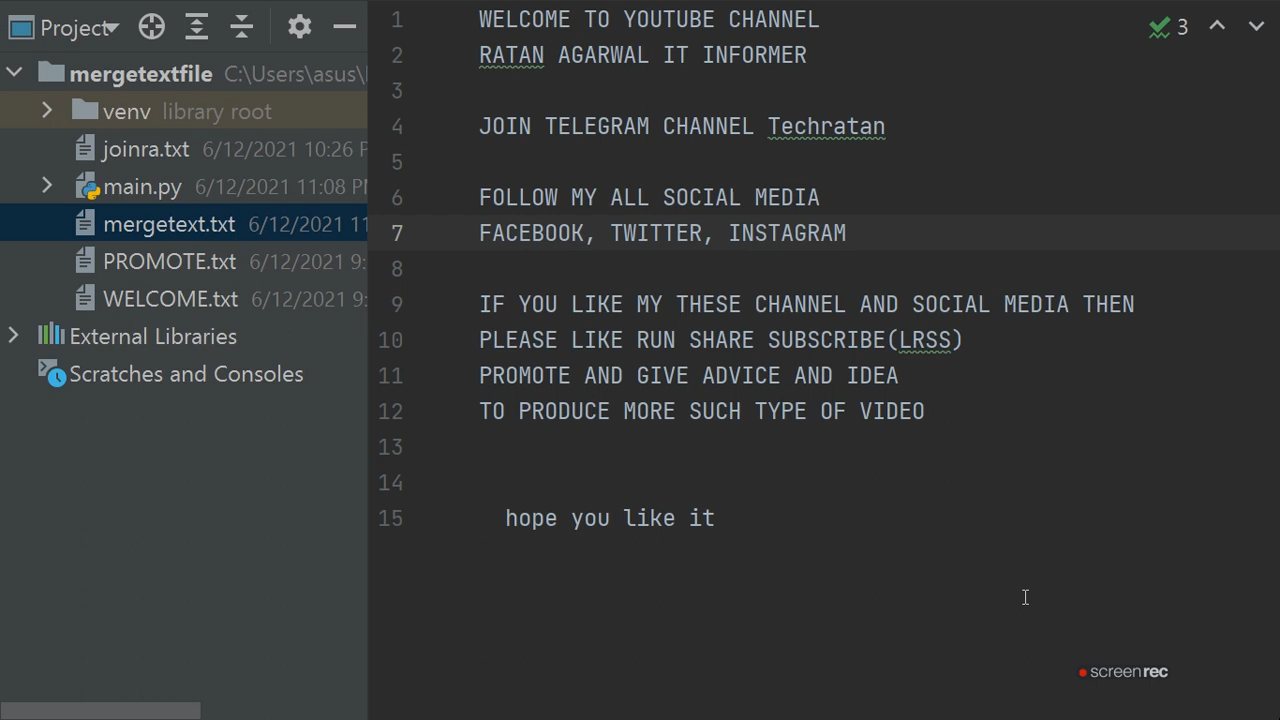 Project
mergetextfile C:\Users\asus\
venv library root
joinra.txt 6/12/2021 10:26 P
main.py 6/12/2021 11:08 PM
mergetext.txt 6/12/2021 11
PROMOTE.txt 6/12/2021 9:
WELCOME.txt 6/12/2021 9:
External Libraries
Scratches and Consoles
1 WELCOME TO YOUTUBE CHANNEL
2 RATAN AGARWAL IT INFORMER
3
4 JOIN TELEGRAM CHANNEL Techratan
5
6 FOLLOW MY ALL SOCIAL MEDIA
7 FACEBOOK, TWITTER, INSTAGRAM
8
9 IF YOU LIKE MY THESE CHANNEL AND SOCIAL MEDIA THEN
10 PLEASE LIKE RUN SHARE SUBSCRIBE(LRSS)
11 PROMOTE AND GIVE ADVICE AND IDEA
12 TO PRODUCE MORE SUCH TYPE OF VIDEO
13
14
15 hope you like it
3
screenrec